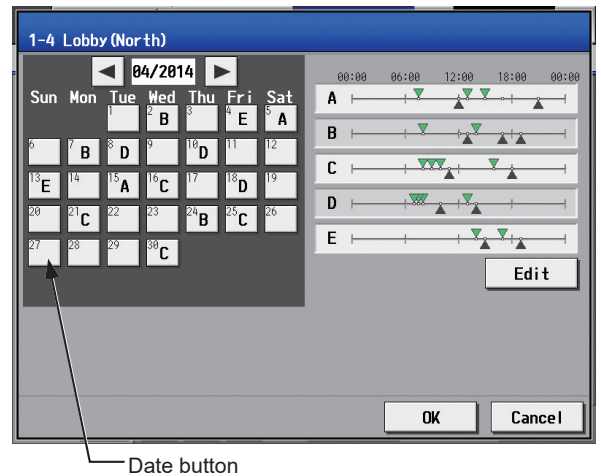 1-4 Lobby(North)
04/2014
Sun Mon Tue Wed Thu Fri Sat
1 2 B 3 4 E 5 A
6 7 B 8 D 9 10 D 11 12
13 E 14 15 A 16 C 17 18 D 19
20 21 C 22 23 24 B 25 C 26
27 28 29 30 C
00:00 06:00 12:00 18:00 00:00
A
B
C
D
E
Edit
OK Cancel
Date button